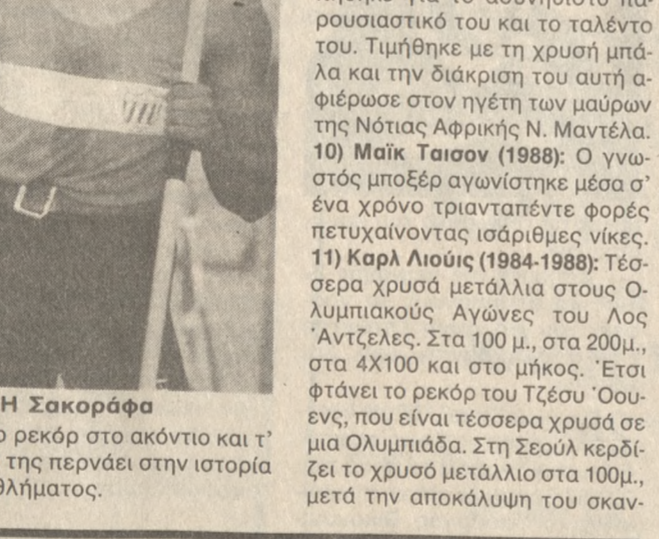 Η Σακοράφα
ρεκόρ στο ακόντιο και τ'
της περνάει στην ιστορία
θλήματος.
ρουσιαστικό του και το ταλέντο
του. Τιμήθηκε με τη χρυσή μπά-
λα και την διάκριση του αυτή α-
φιέρωσε στον ηγέτη των μαύρων
της Νότιας Αφρικής Ν. Μαντέλα.
10) Μαϊκ Ταισον (1988): Ο γνω-
στός μποξέρ αγωνίστηκε μέσα σ'
ένα χρόνο τριανταπέντε φορές
πετυχαίνοντας ισάριθμες νίκες.
11) Καρλ Λιούις (1984-1988): Τέσ-
σερα χρυσά μετάλλια στους Ο-
λυμπιακούς Αγώνες του Λος
Άντζελες. Στα 100 μ., στα 200μ.,
στα 4Χ100 και στο μήκος. Έτσι
φτάνει το ρεκόρ του Τζέσυ Όου-
ενς, που είναι τέσσερα χρυσά σε
μια Ολυμπιάδα. Στη Σεούλ κερδί-
ζει το χρυσό μετάλλιο στα 100μ.,
μετά την αποκάλυψη του σκαν-